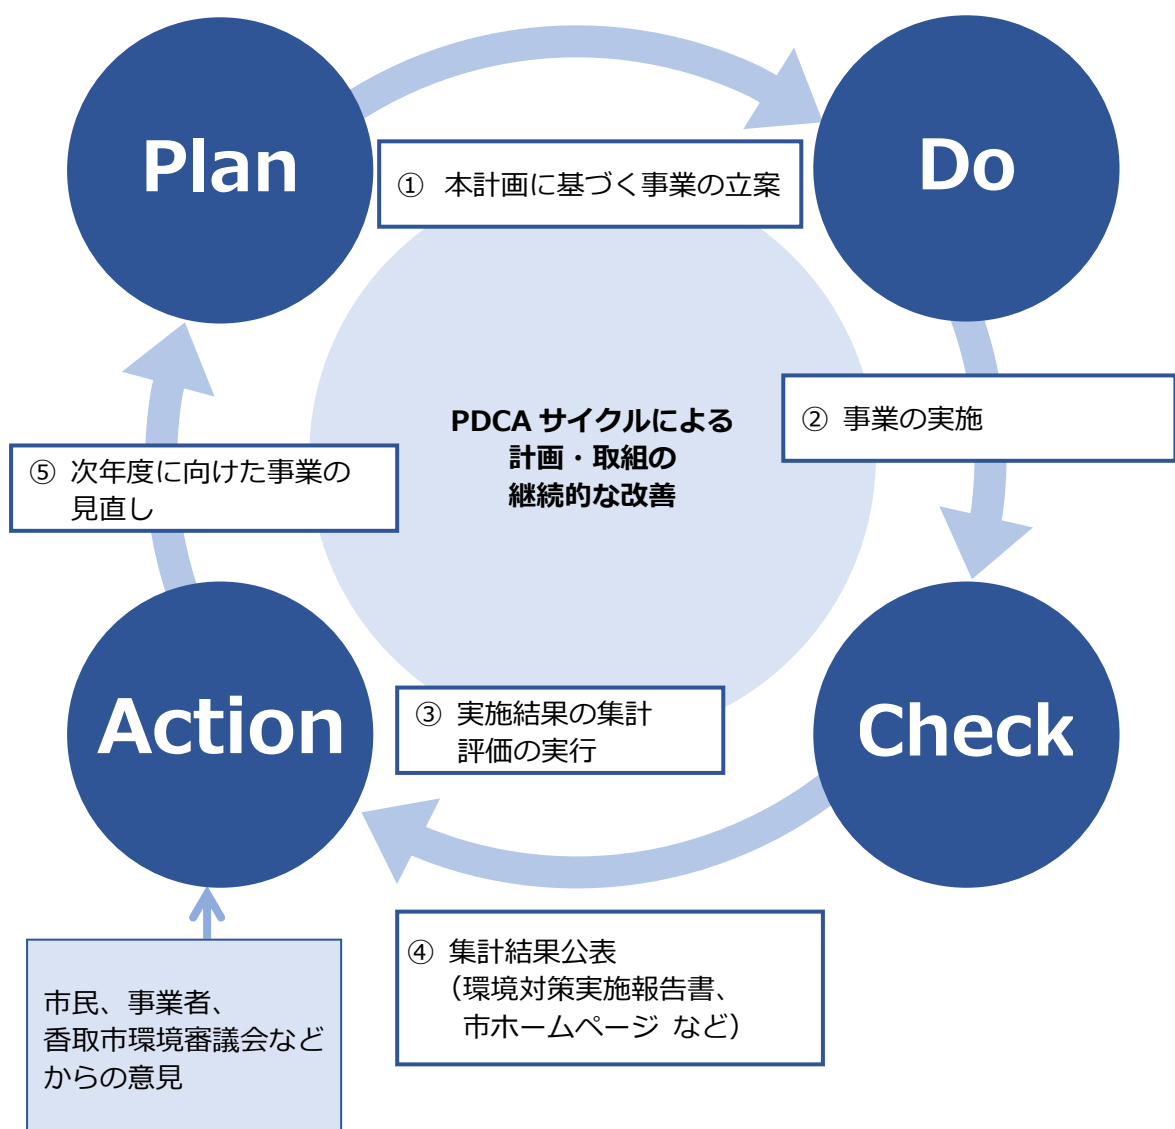 Plan
Do
① 本計画に基づく事業の立案
② 事業の実施
PDCA サイクルによる
計画・取組の
継続的な改善
⑤ 次年度に向けた事業の
見直し
Action
③ 実施結果の集計
評価の実行
Check
④ 集計結果公表
（環境対策実施報告書、
市ホームページ など）
市民、事業者、
香取市環境審議会など
からの意見